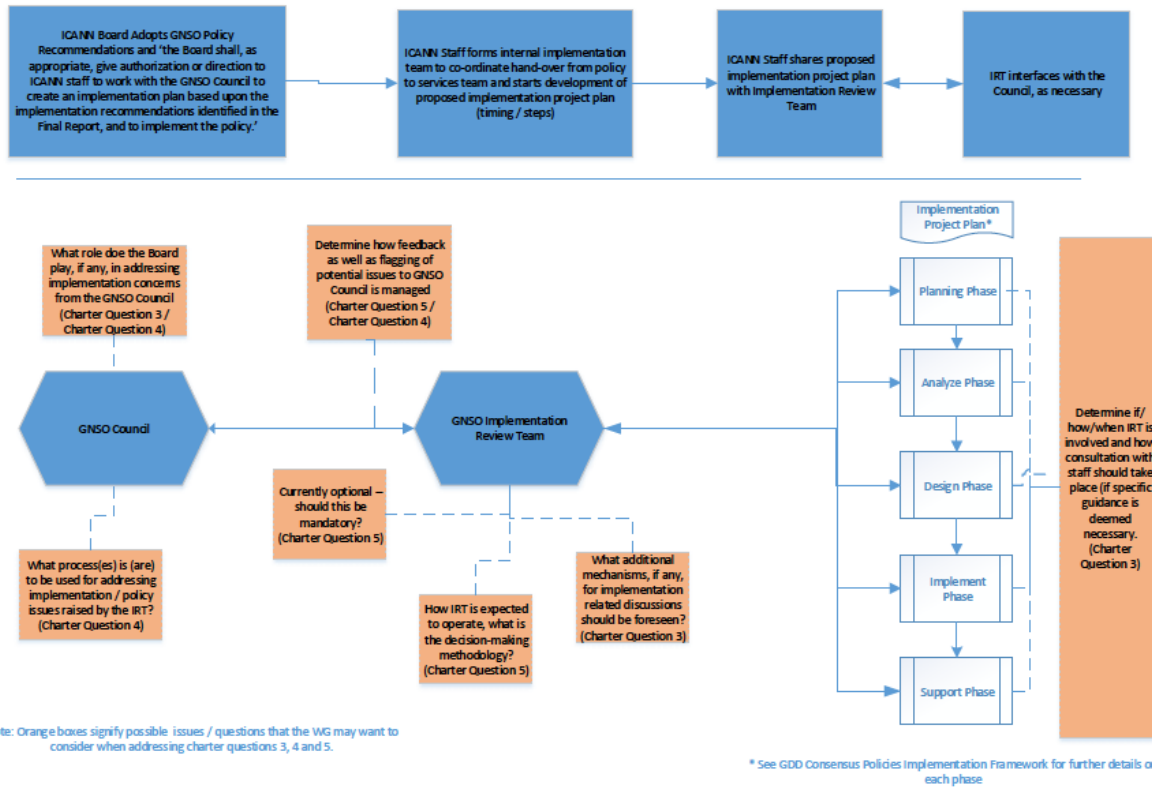 ICANN Board Adopts GNSO Policy
Recommendations and 'the Board shall, as
appropriate, give authorization or direction to
ICANN staff to work with the GNSO Council to
create an implementation plan based upon the
implementation recommendations identified in the
Final Report, and to implement the policy.'
ICANN Staff forms internal implementation
team to co-ordinate hand-over from policy
to services team and starts development of
proposed implementation project plan
(timing / steps)
ICANN Staff shares proposed
implementation project plan
with Implementation Review
Team
IRT interfaces with the
Council, as necessary
Implementation
Project Plan*
What role doe the Board
play, if any, in addressing
implementation concerns
from the GNSO Council
(Charter Question 3 /
Charter Question 4)
Determine how feedback
as well as flagging of
potential issues to GNSO
Council is managed
(Charter Question 5 /
Charter Question 4)
GNSO Council
GNSO Implementation
Review Team
Currently optional –
should this be
mandatory?
(Charter Question 5)
What process(es) is (are)
to be used for addressing
implementation / policy
issues raised by the IRT?
(Charter Question 4)
How IRT is expected
to operate, what is
the decision-making
methodology?
(Charter Question 5)
What additional
mechanisms, if any,
for implementation
related discussions
should be foreseen?
(Charter Question 3)
Planning Phase
Analyze Phase
Design Phase
Implement
Phase
Support Phase
Determine if/
how/when IRT is
involved and how
consultation with
staff should take
place (if specific
guidance is
deemed
necessary.
(Charter
Question 3)
te: Orange boxes signify possible issues / questions that the WG may want to
consider when addressing charter questions 3, 4 and 5.
* See GDD Consensus Policies Implementation Framework for further details o
each phase